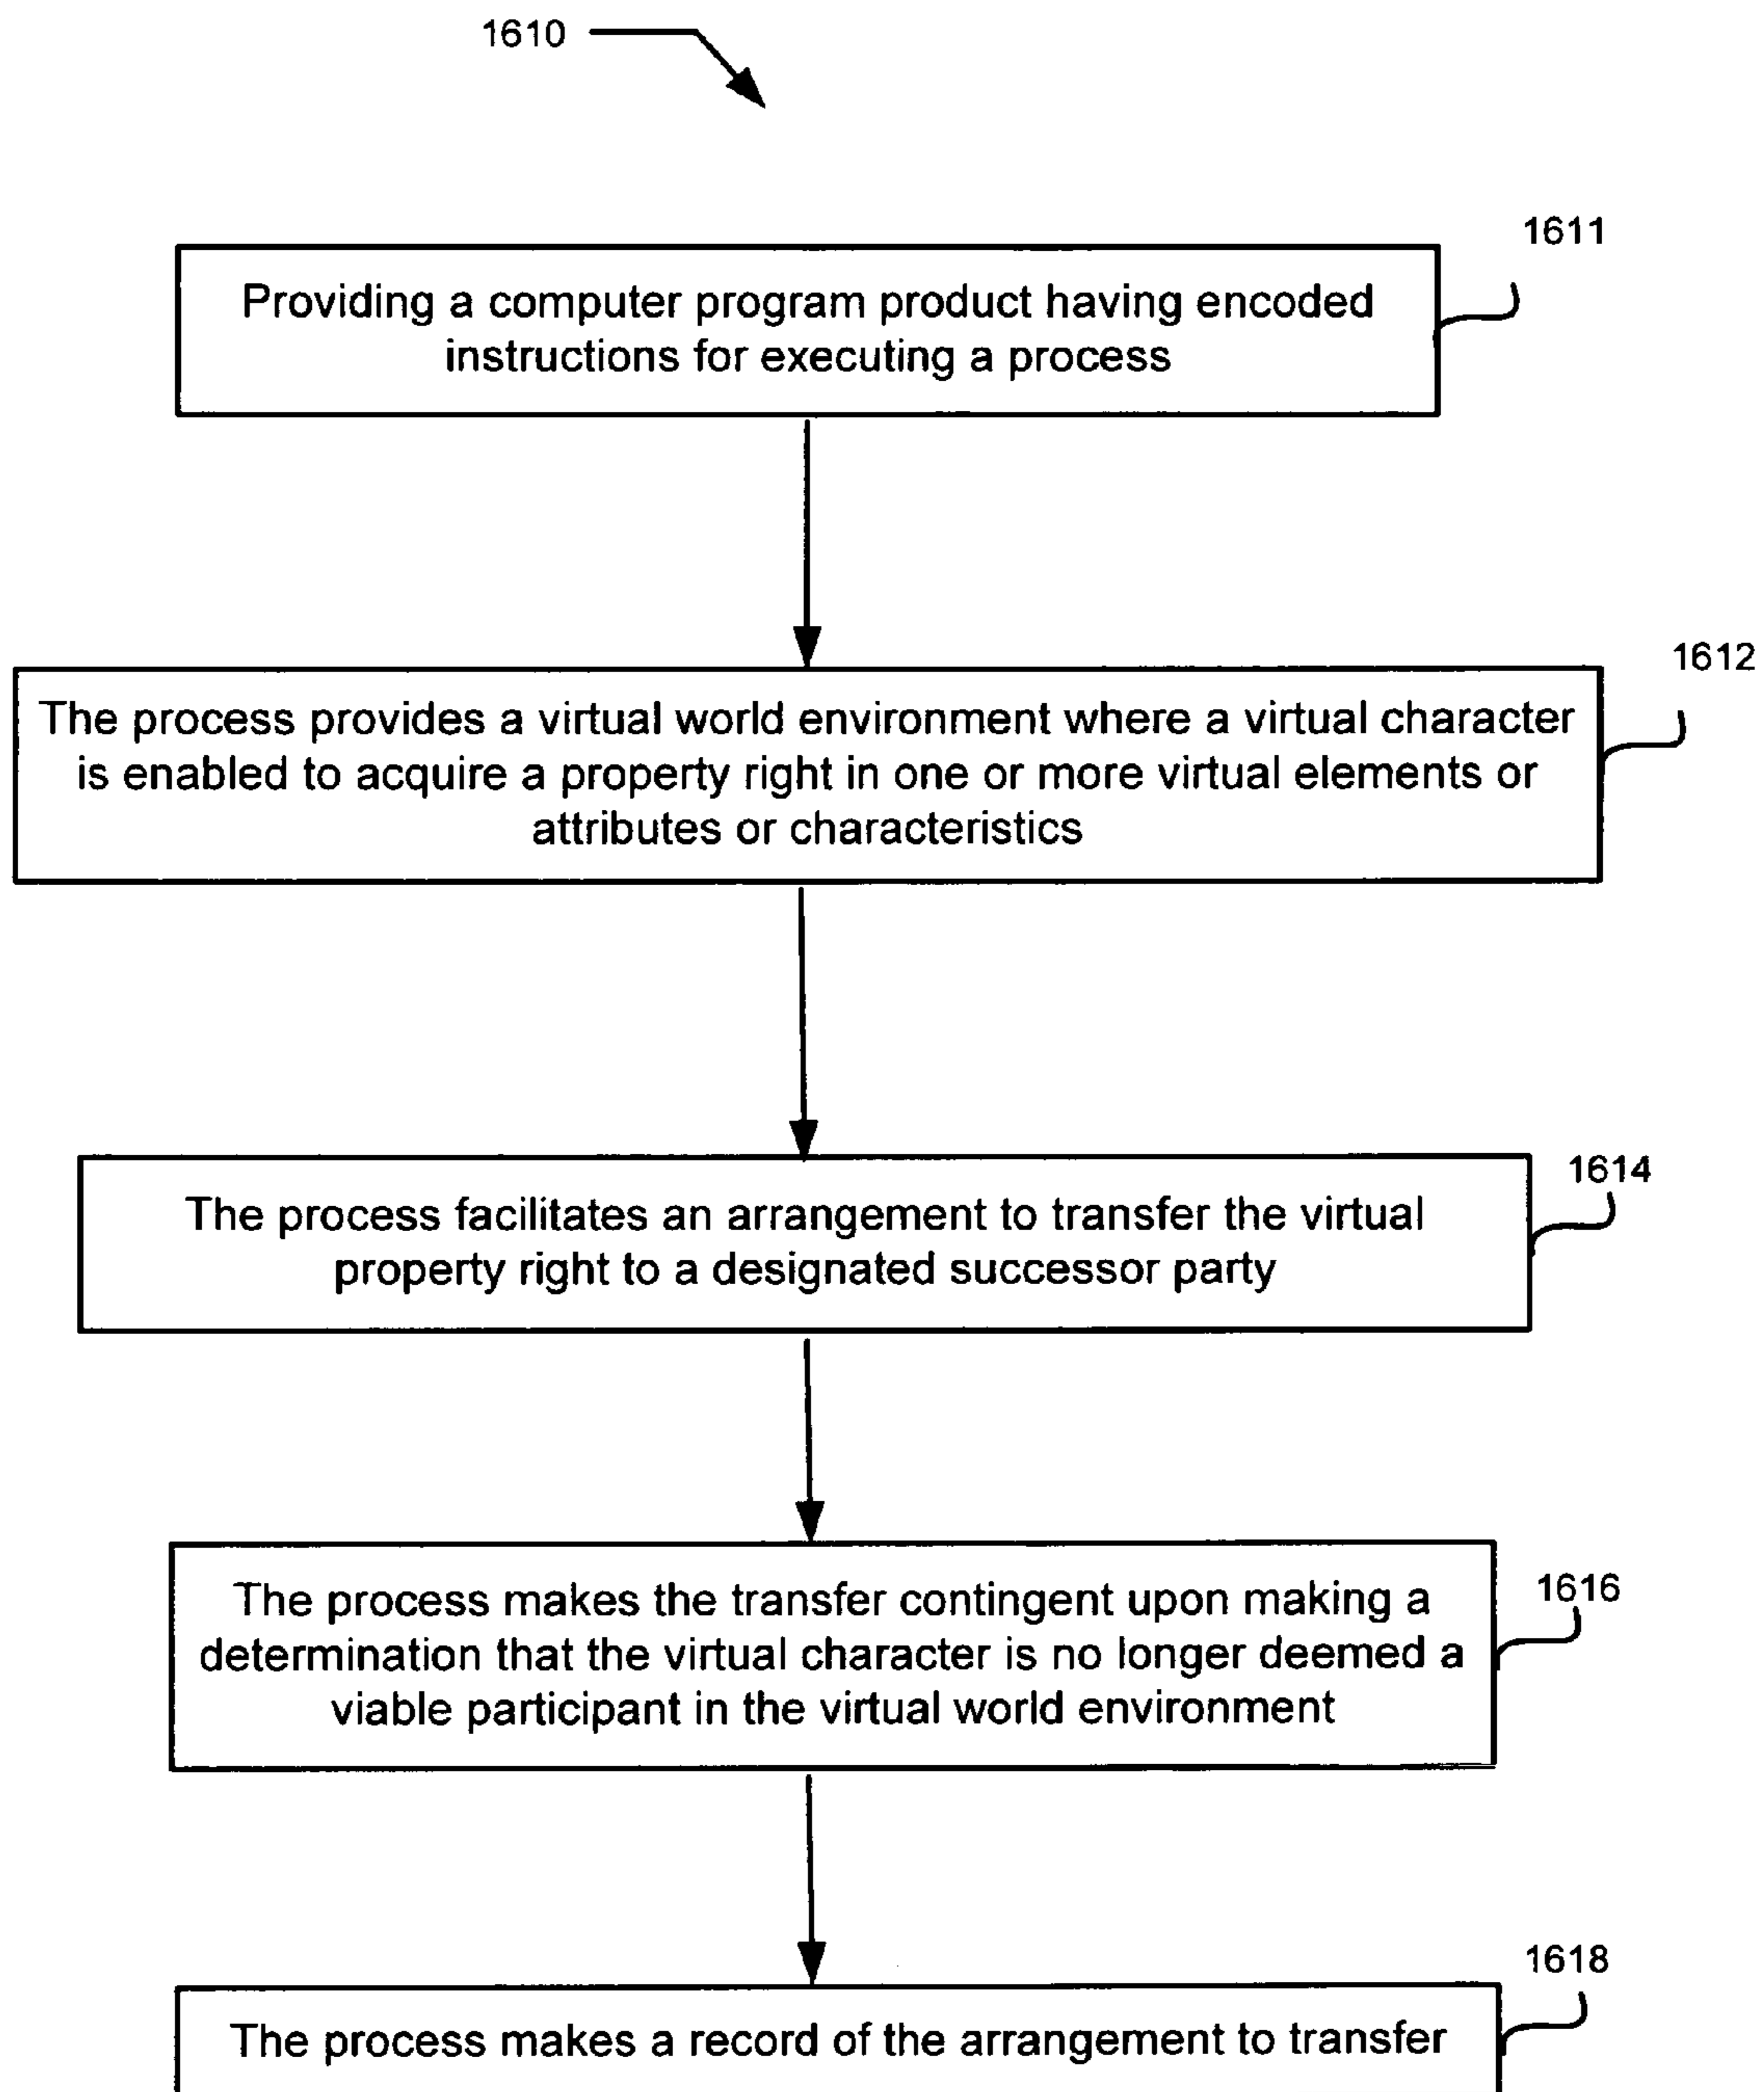 1610
1611
Providing a computer program product having encoded
instructions for executing a process
1612
The process provides a virtual world environment where a virtual character
is enabled to acquire a property right in one or more virtual elements or
attributes or characteristics
1614
The process facilitates an arrangement to transfer the virtual
property right to a designated successor party
1616
The process makes the transfer contingent upon making a
determination that the virtual character is no longer deemed a
viable participant in the virtual world environment
1618
The process makes a record of the arrangement to transfer